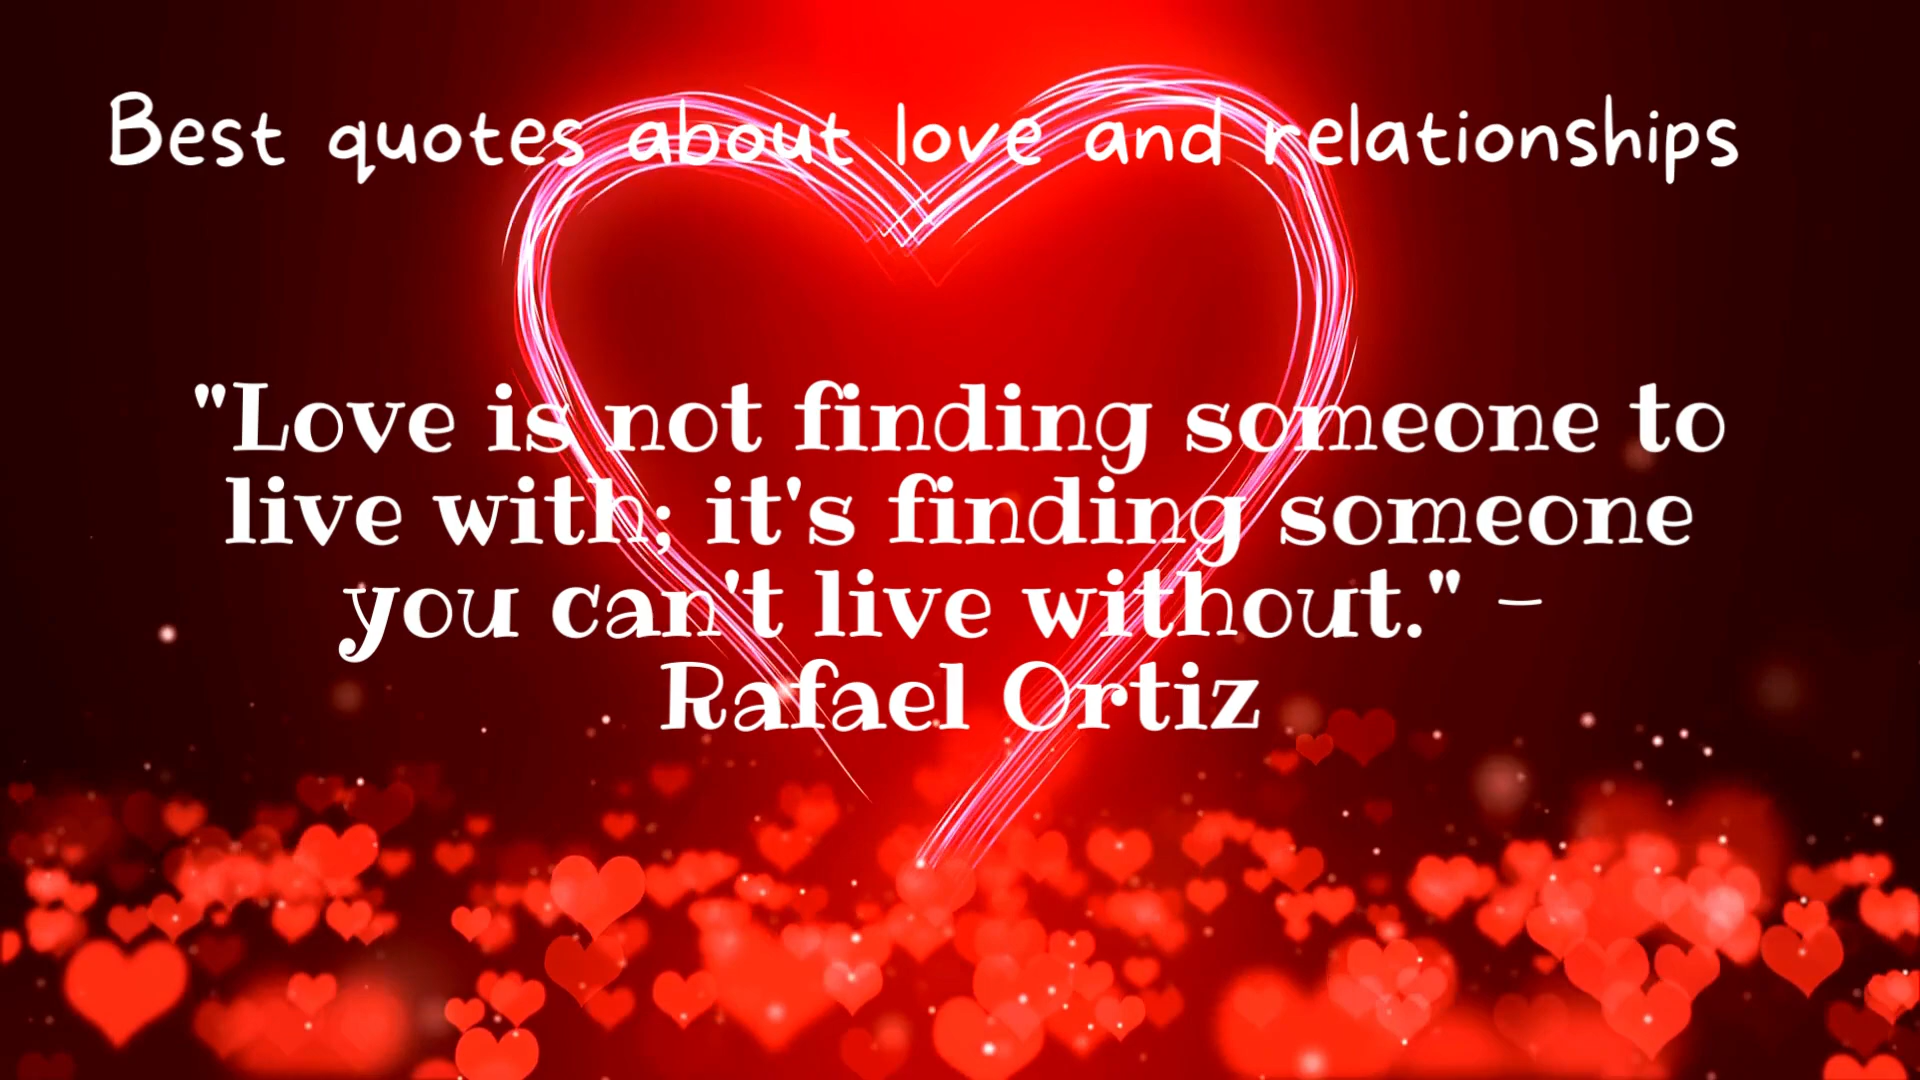 Best quotes about love and relationships
"Love is not finding someone to
live with; it's finding someone
you can't live without." –
Rafael Ortiz